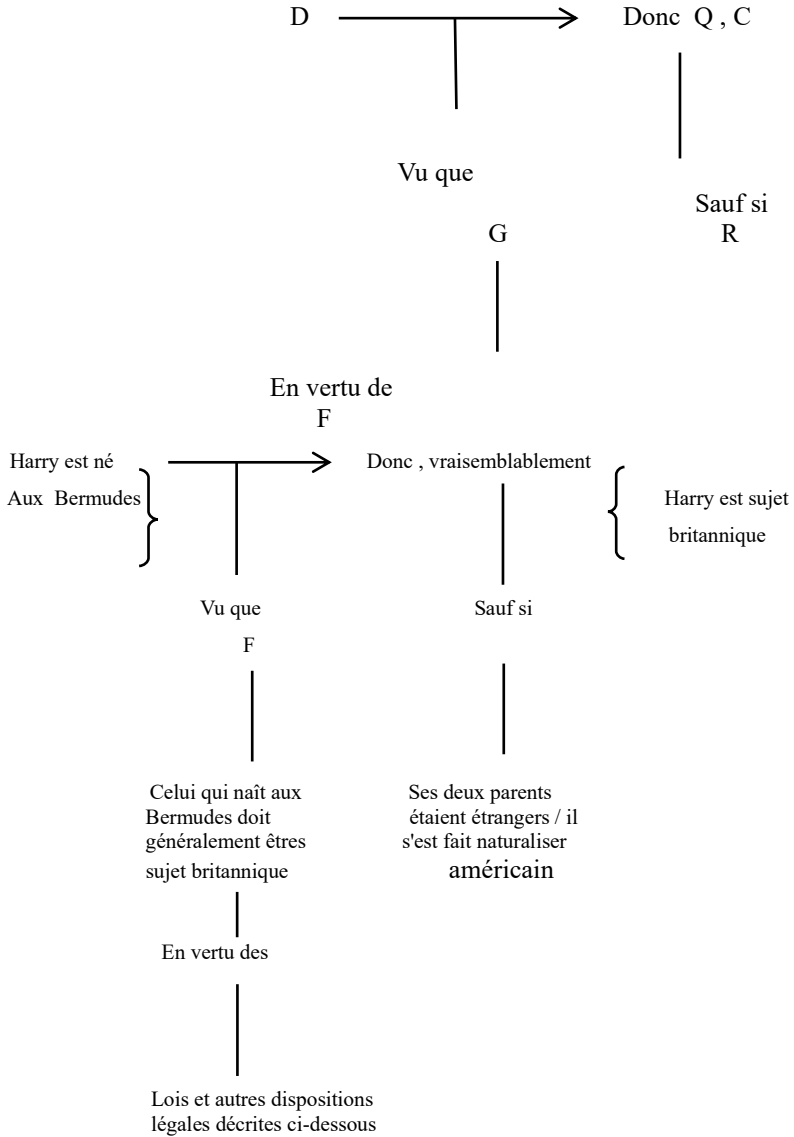 D Donc Q , C
Vu que
Sauf si
R
G
En vertu de
F
Harry est né Donc , vraisemblablement
Aux Bermudes Harry est sujet
britannique
Vu que Sauf si
F
Celui qui naît aux
Bermudes doit
généralement êtres
sujet britannique
Ses deux parents
étaient étrangers / il
s'est fait naturaliser
américain
En vertu des
Lois et autres dispositions
légales décrites ci-dessous